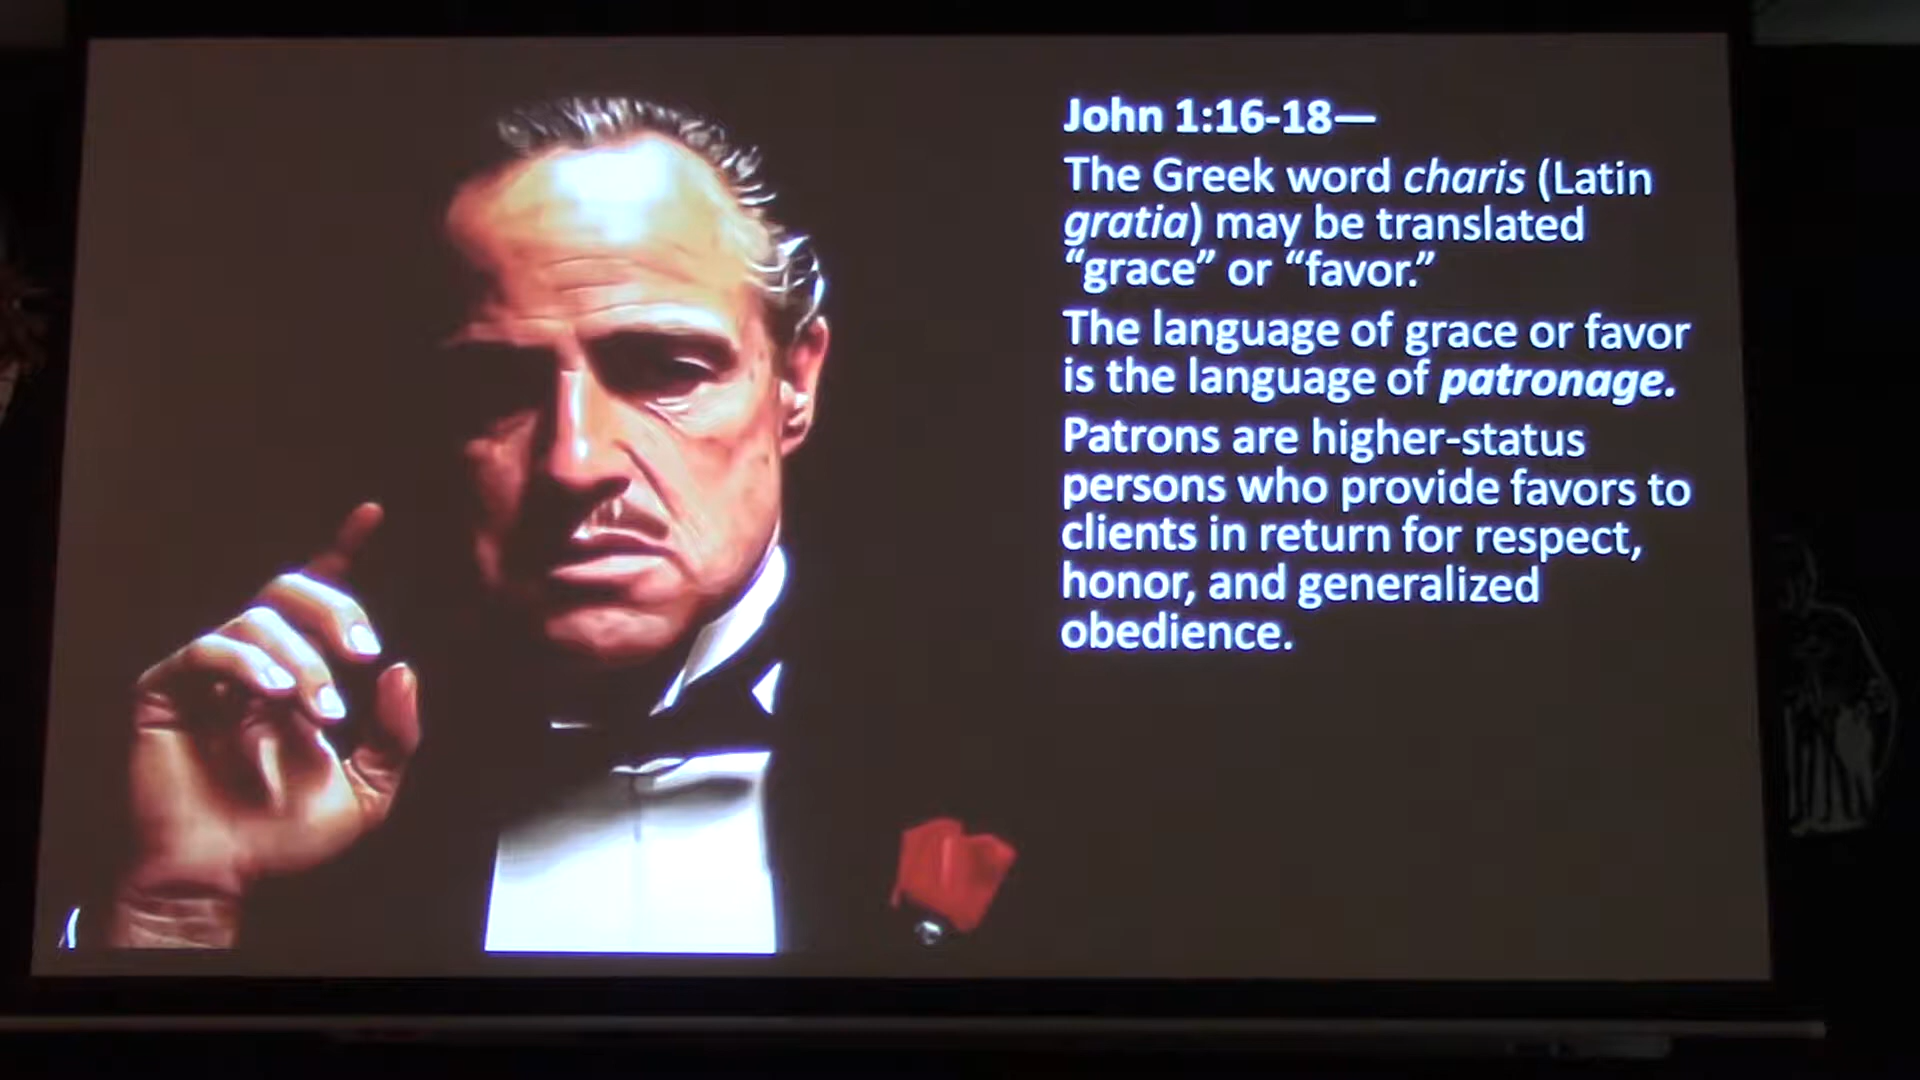 John 1:16-18—
The Greek word charis (Latin
gratia) may be translated
“grace” or “favor.”
The language of grace or favor
is the language of patronage.
Patrons are higher-status
persons who provide favors to
clients in return for respect,
honor, and generalized
obedience.